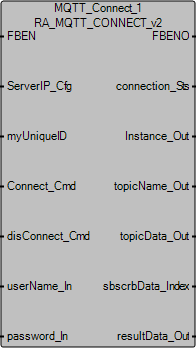 MQTT_Connect_1
RA_MQTT_CONNECT_v2
FBEN FBENO
ServerIP_Cfg connection_Sts
myUniqueID Instance_Out
Connect_Cmd topicName_Out
disConnect_Cmd topicData_Out
userName_In sbscrbData_Index
password_In resultData_Out